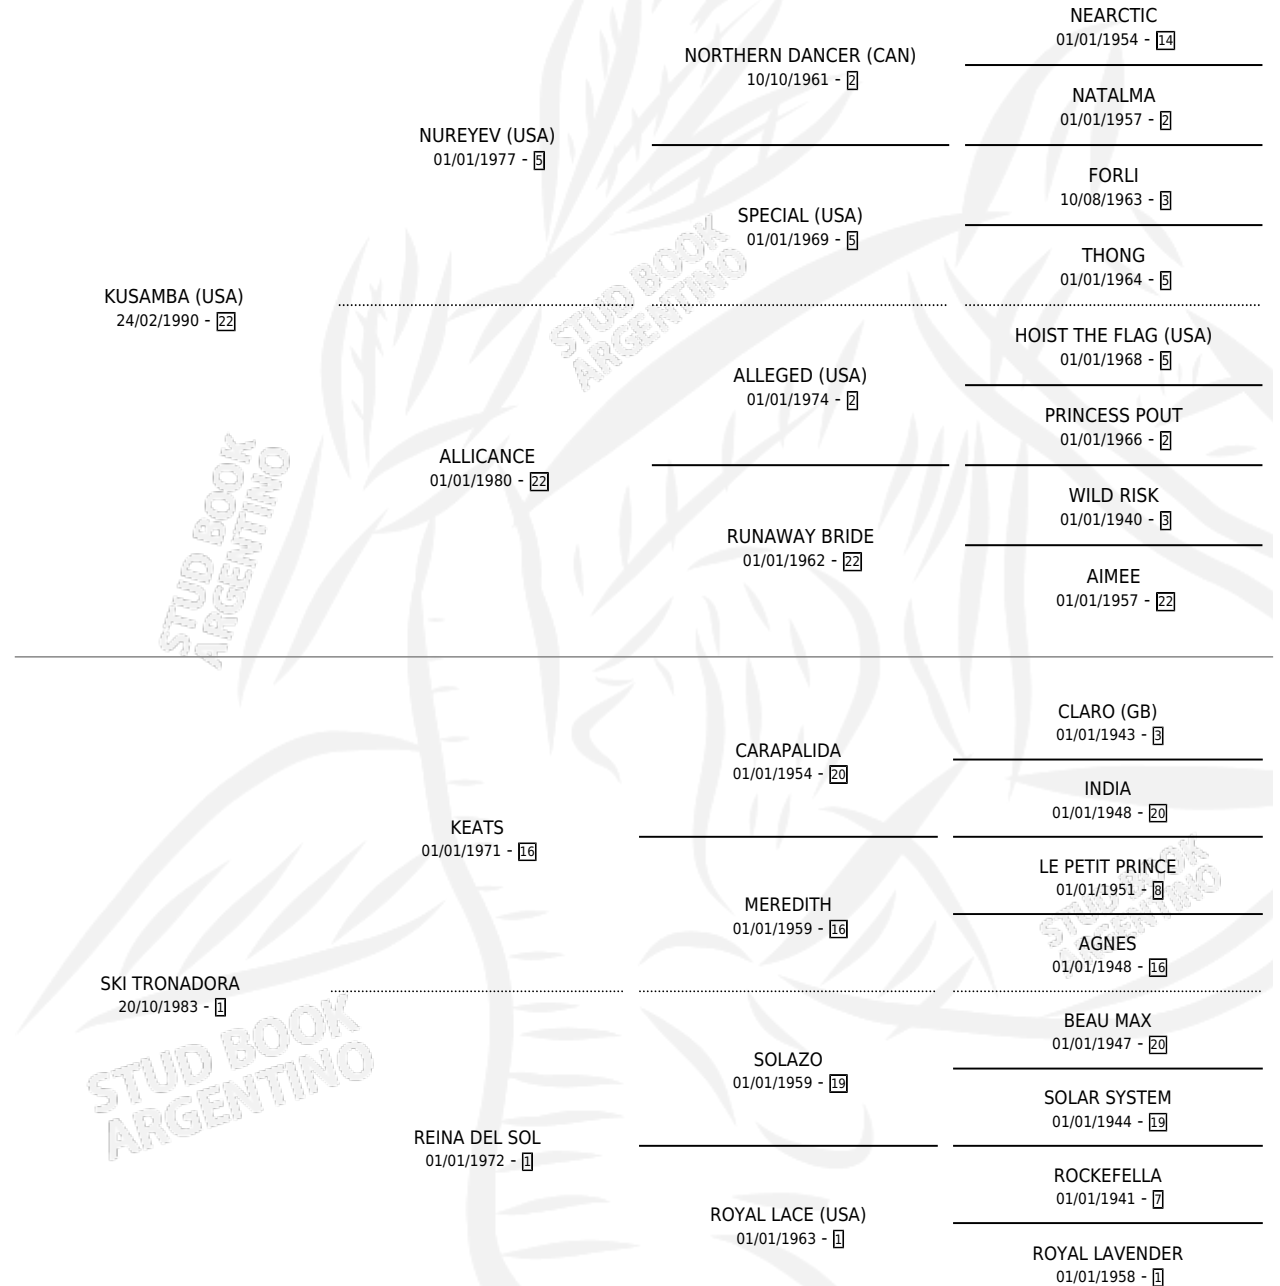 NEARCTIC
01/01/1954 - 14
NORTHERN DANCER (CAN)
10/10/1961 - 2
NATALMA
01/01/1957 - 2
NUREYEV (USA)
01/01/1977 - 5
FORLI
10/08/1963 - 3
SPECIAL (USA)
01/01/1969 - 5
THONG
01/01/1964 - 5
KUSAMBA (USA)
24/02/1990 - 22
HOIST THE FLAG (USA)
01/01/1968 - 5
ALLEGED (USA)
01/01/1974 - 2
PRINCESS POUT
01/01/1966 - 2
ALLICANCE
01/01/1980 - 22
WILD RISK
01/01/1940 - 3
RUNAWAY BRIDE
01/01/1962 - 22
AIMEE
01/01/1957 - 22
CLARO (GB)
01/01/1943 - 3
CARAPALIDA
01/01/1954 - 20
INDIA
01/01/1948 - 20
KEATS
01/01/1971 - 16
LE PETIT PRINCE
01/01/1951 - 8
MEREDITH
01/01/1959 - 16
AGNES
01/01/1948 - 16
SKI TRONADORA
20/10/1983 - 1
BEAU MAX
01/01/1947 - 20
SOLAZO
01/01/1959 - 19
SOLAR SYSTEM
01/01/1944 - 19
REINA DEL SOL
01/01/1972 - 1
ROCKEFELLA
01/01/1941 - 7
ROYAL LACE (USA)
01/01/1963 - 1
ROYAL LAVENDER
01/01/1958 - 1
STUD BOOK
ARGENTINO
STUD BOOK
ARGENTINO
STUD BOOK
ARGENTINO
STUD BOOK
ARGENTINO